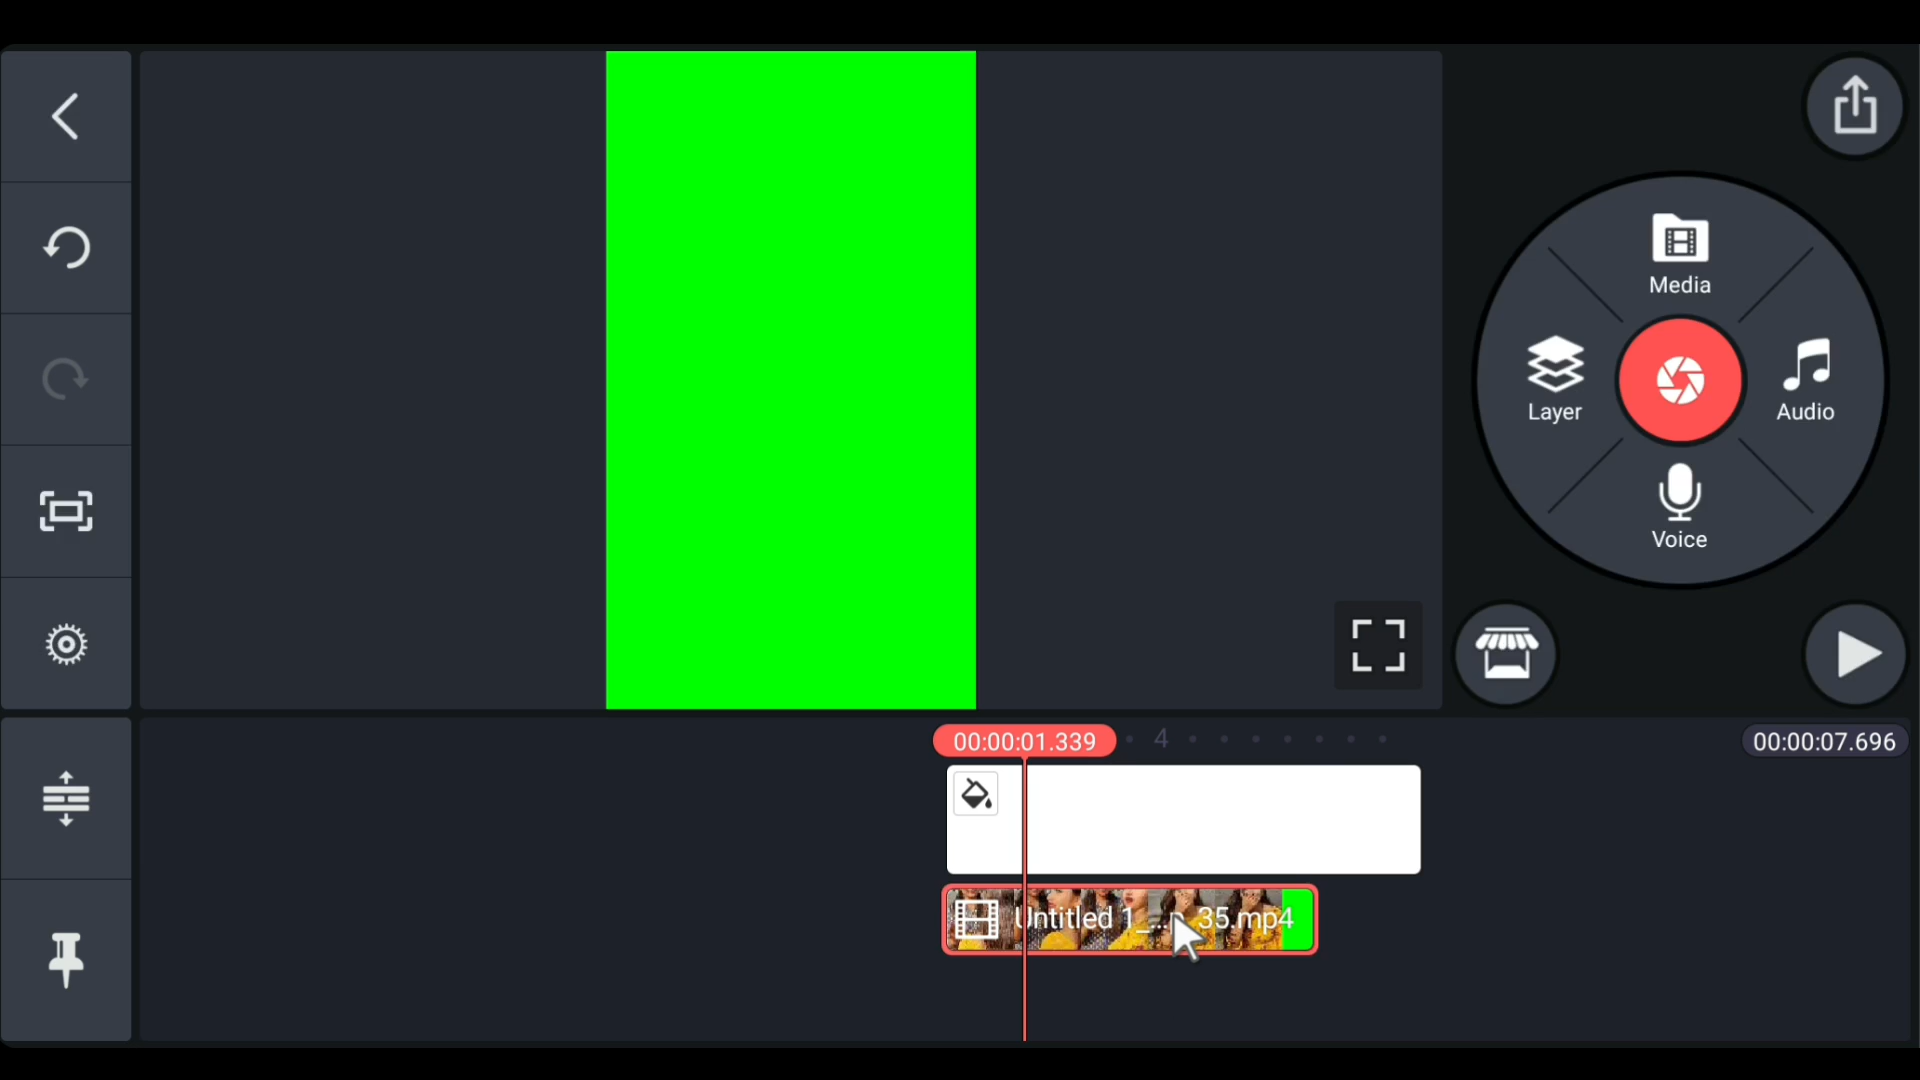 Media
Layer
Audio
Voice
00:00:01.339
4
00:00:07.696
Untitled 1_... 35.mp4